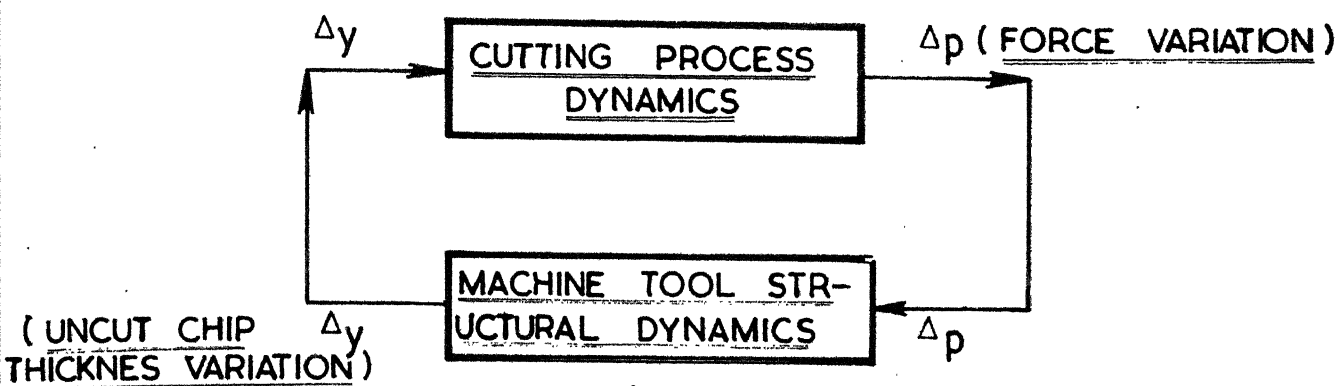 Δy
CUTTING PROCESS
DYNAMICS
Δp (FORCE VARIATION)
MACHINE TOOL STR-
UCTURAL DYNAMICS
Δp
Δy
(UNCUT CHIP
THICKNES VARIATION)